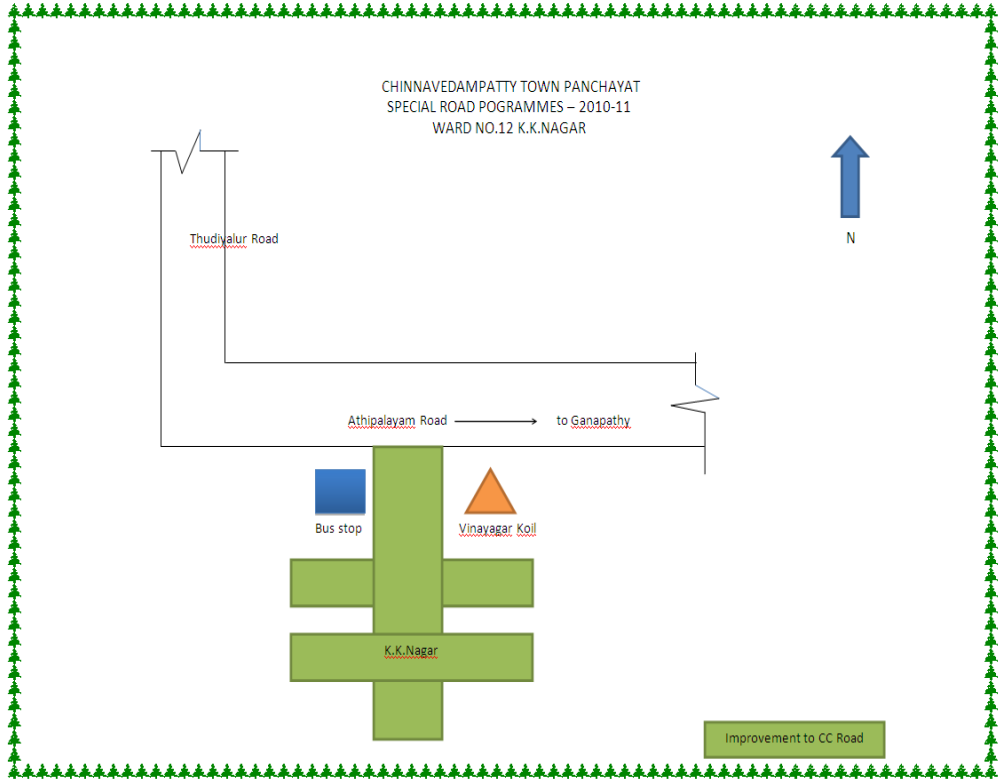 CHINNAVEDAMPATTY TOWN PANCHAYAT
SPECIAL ROAD POGRAMMES – 2010-11
WARD NO.12 K.K.NAGAR
N
Thudiyalur Road
Athipalayam Road
to Ganapathy
Bus stop
Vinayagar Koil
K.K.Nagar
Improvement to CC Road